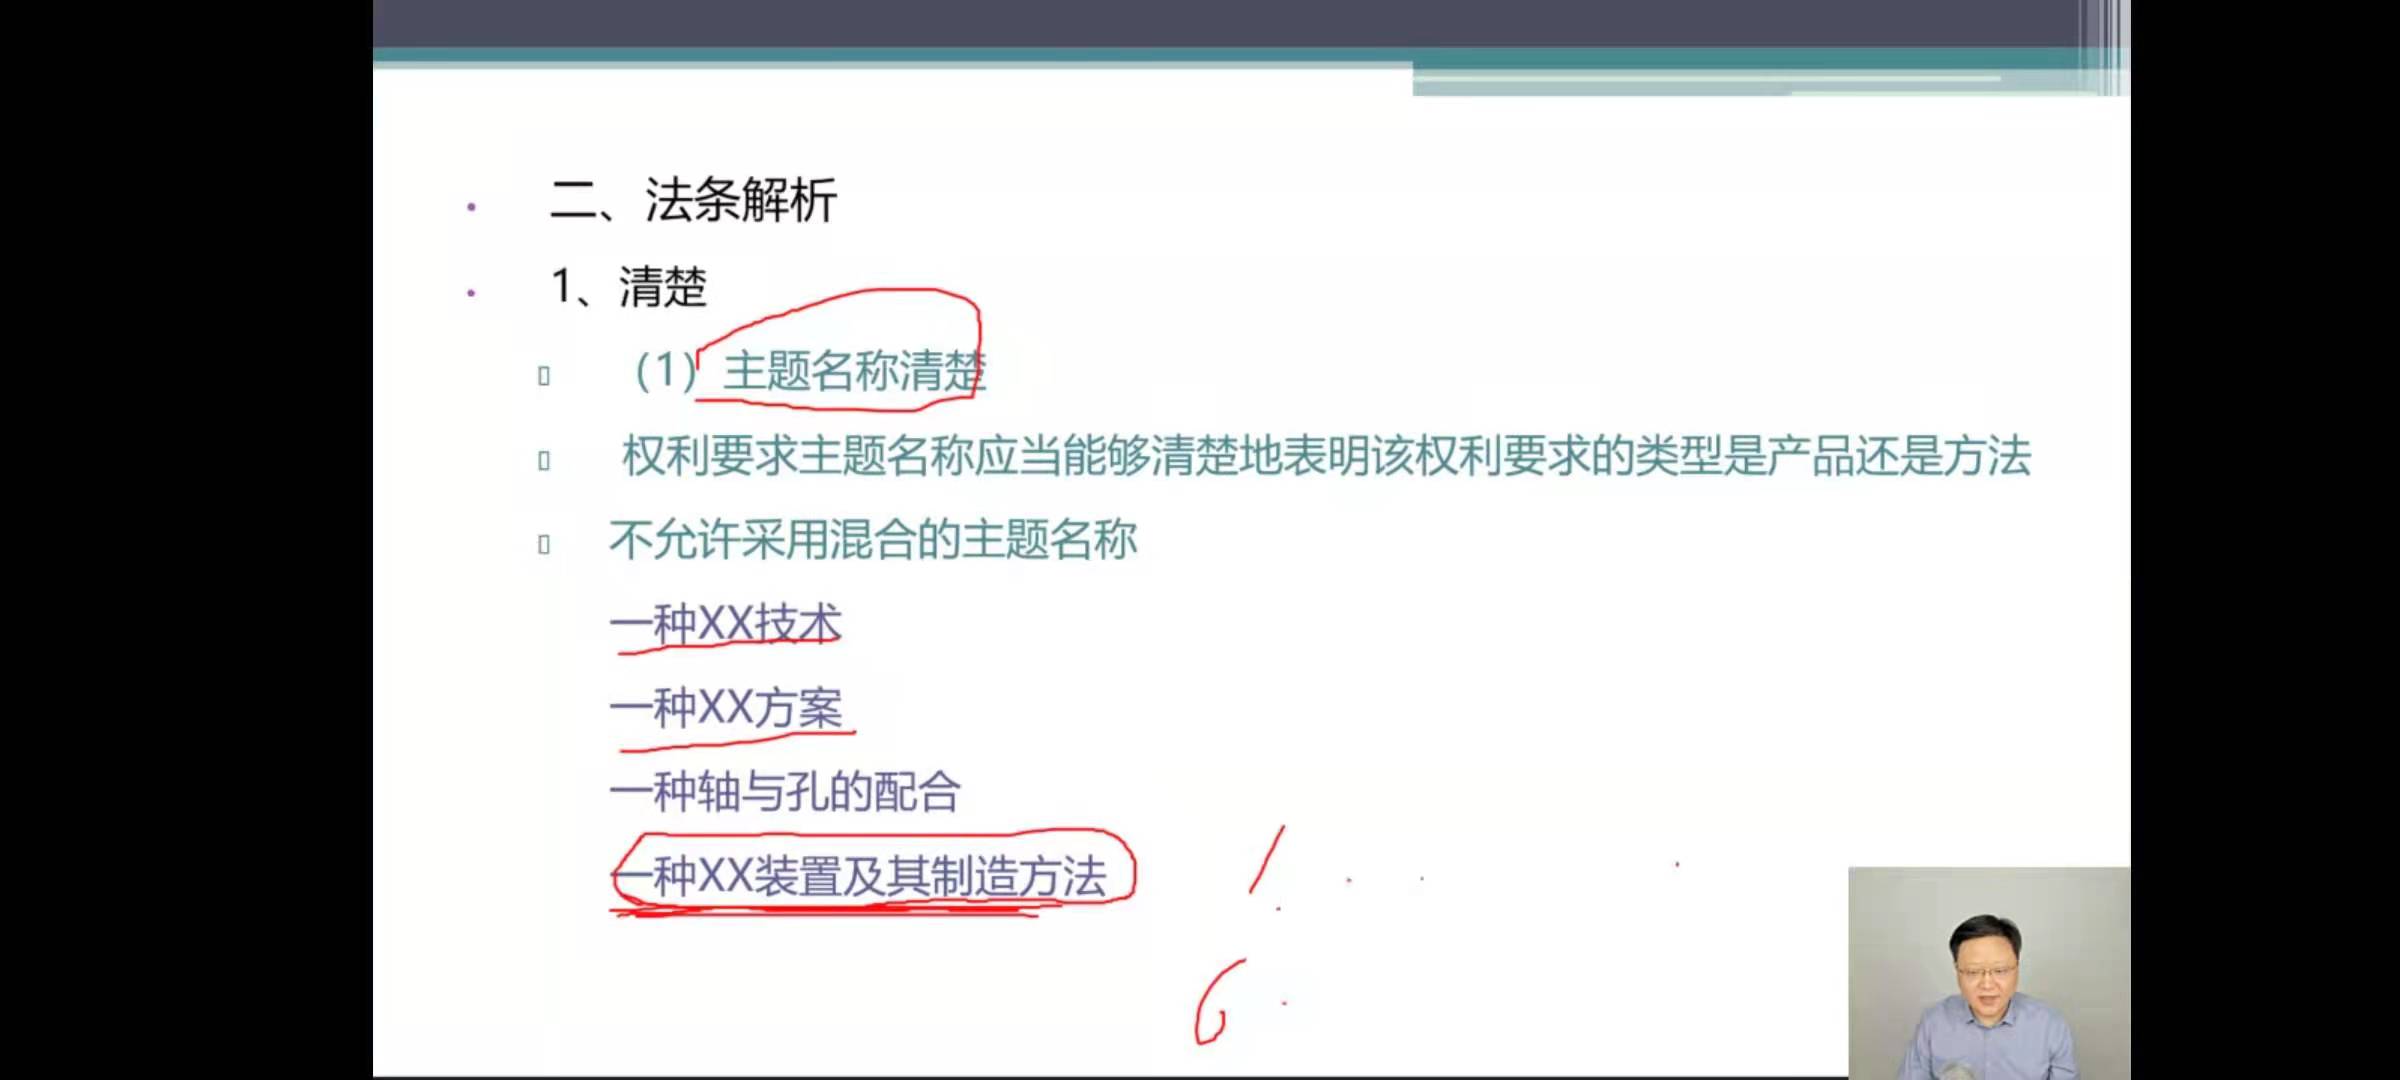 二、法条解析
1、清楚
（1）主题名称清楚
权利要求主题名称应当能够清楚地表明该权利要求的类型是产品还是方法
不允许采用混合的主题名称
一种XX技术
一种XX方案
一种轴与孔的配合
一种XX装置及其制造方法
1
6